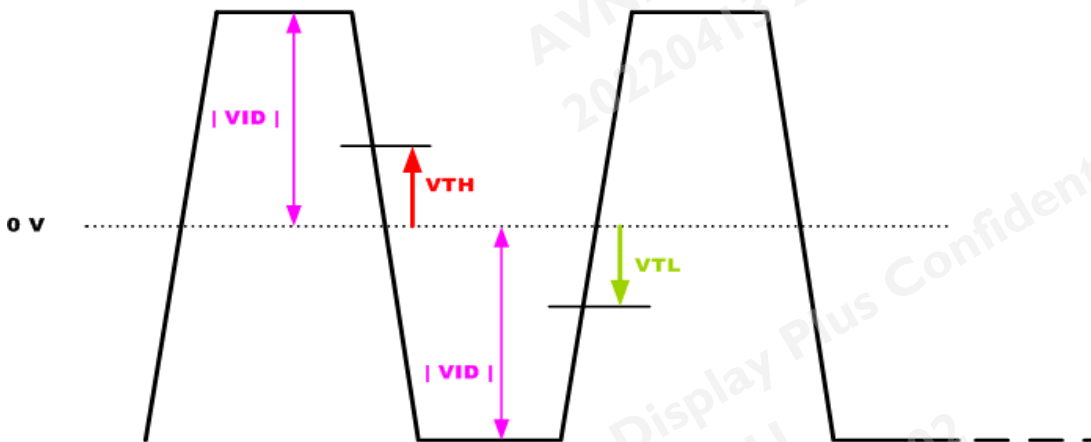 | VID |
VTH
0 V
VTL
| VID |
Display Plus Confident